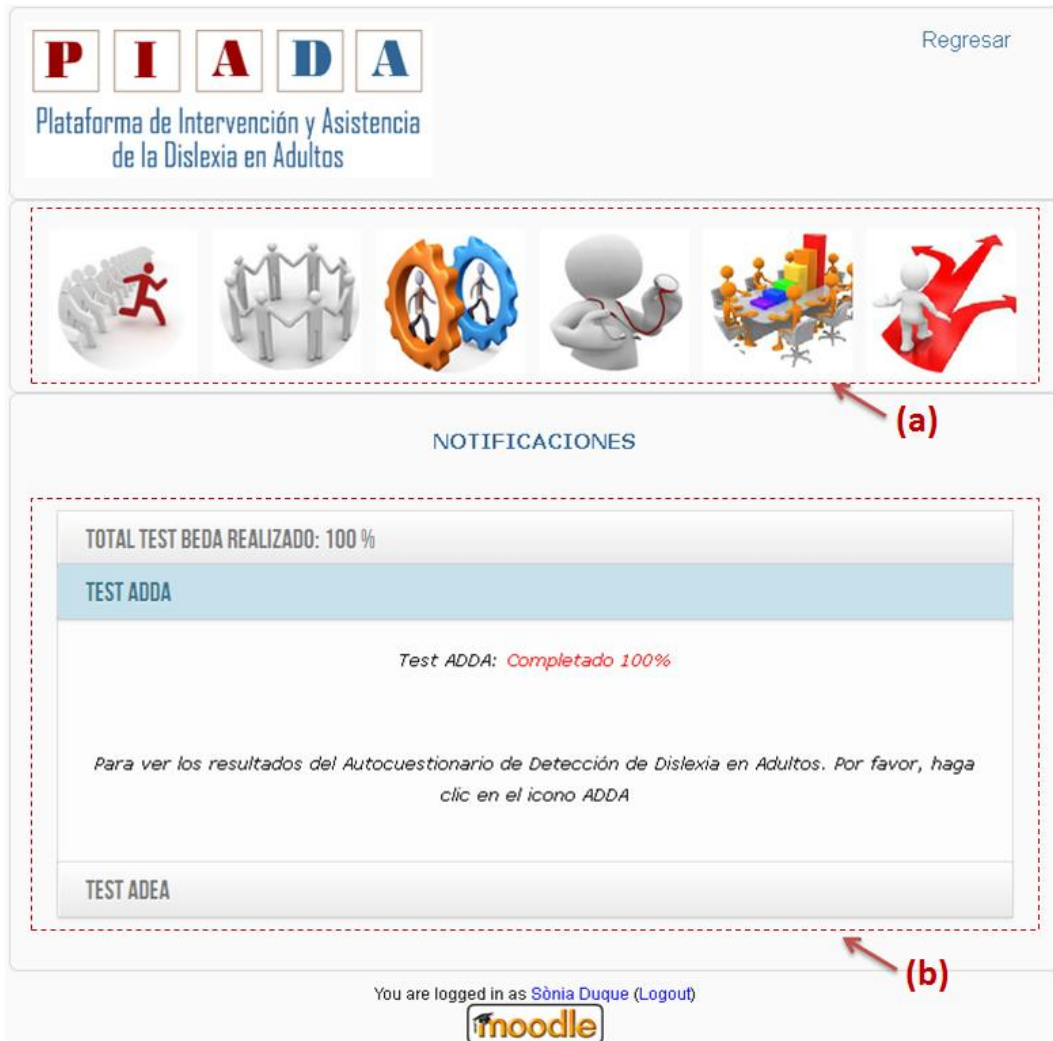 PIADA
Regresar
Plataforma de Intervención y Asistencia
de la Dislexia en Adultos
(a)
NOTIFICACIONES
TOTAL TEST BEDA REALIZADO: 100 %
TEST ADDA
Test ADDA: Completado 100%
Para ver los resultados del Autocuestionario de Detección de Dislexia en Adultos. Por favor, haga
clic en el icono ADDA
TEST ADEA
(b)
You are logged in as Sònia Duque (Logout)
moodle